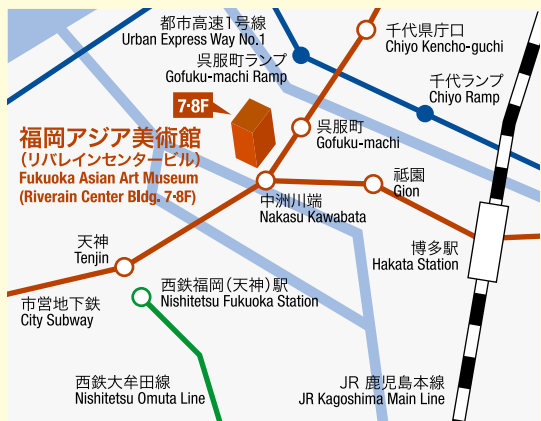 都市高速1号線
Urban Express Way No.1
千代県庁口
Chiyo Kencho-guchi
呉服町ランプ
Gofuku-machi Ramp
千代ランプ
Chiyo Ramp
7·8F
呉服町
Gofuku-machi
福岡アジア美術館
(リバレインセンタービル)
Fukuoka Asian Art Museum
(Riverain Center Bldg. 7·8F)
祇園
Gion
中洲川端
Nakasu Kawabata
天神
Tenjin
博多駅
Hakata Station
西鉄福岡(天神)駅
Nishitetsu Fukuoka Station
市営地下鉄
City Subway
西鉄大牟田線
Nishitetsu Omuta Line
JR 鹿児島本線
JR Kagoshima Main Line